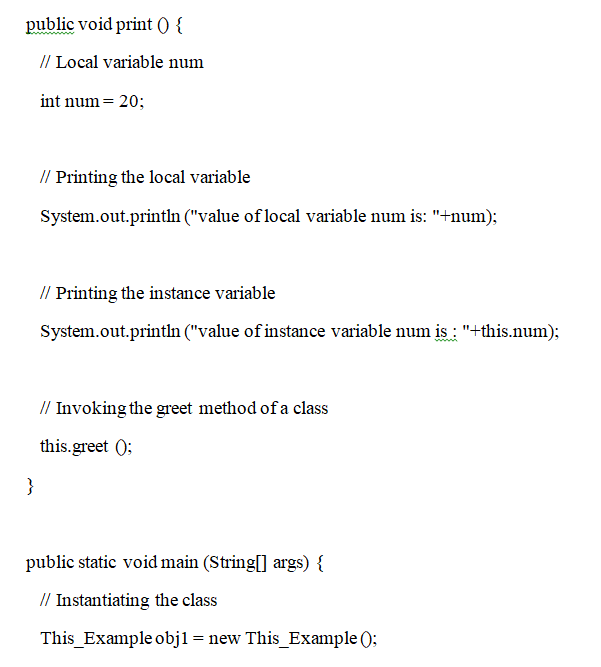 public void print () {
// Local variable num
int num = 20;
// Printing the local variable
System.out.println ("value of local variable num is: "+num);
// Printing the instance variable
System.out.println ("value of instance variable num is : "+this.num);
// Invoking the greet method of a class
this.greet ();
}
public static void main (String[] args) {
// Instantiating the class
This_Example obj1 = new This_Example ();